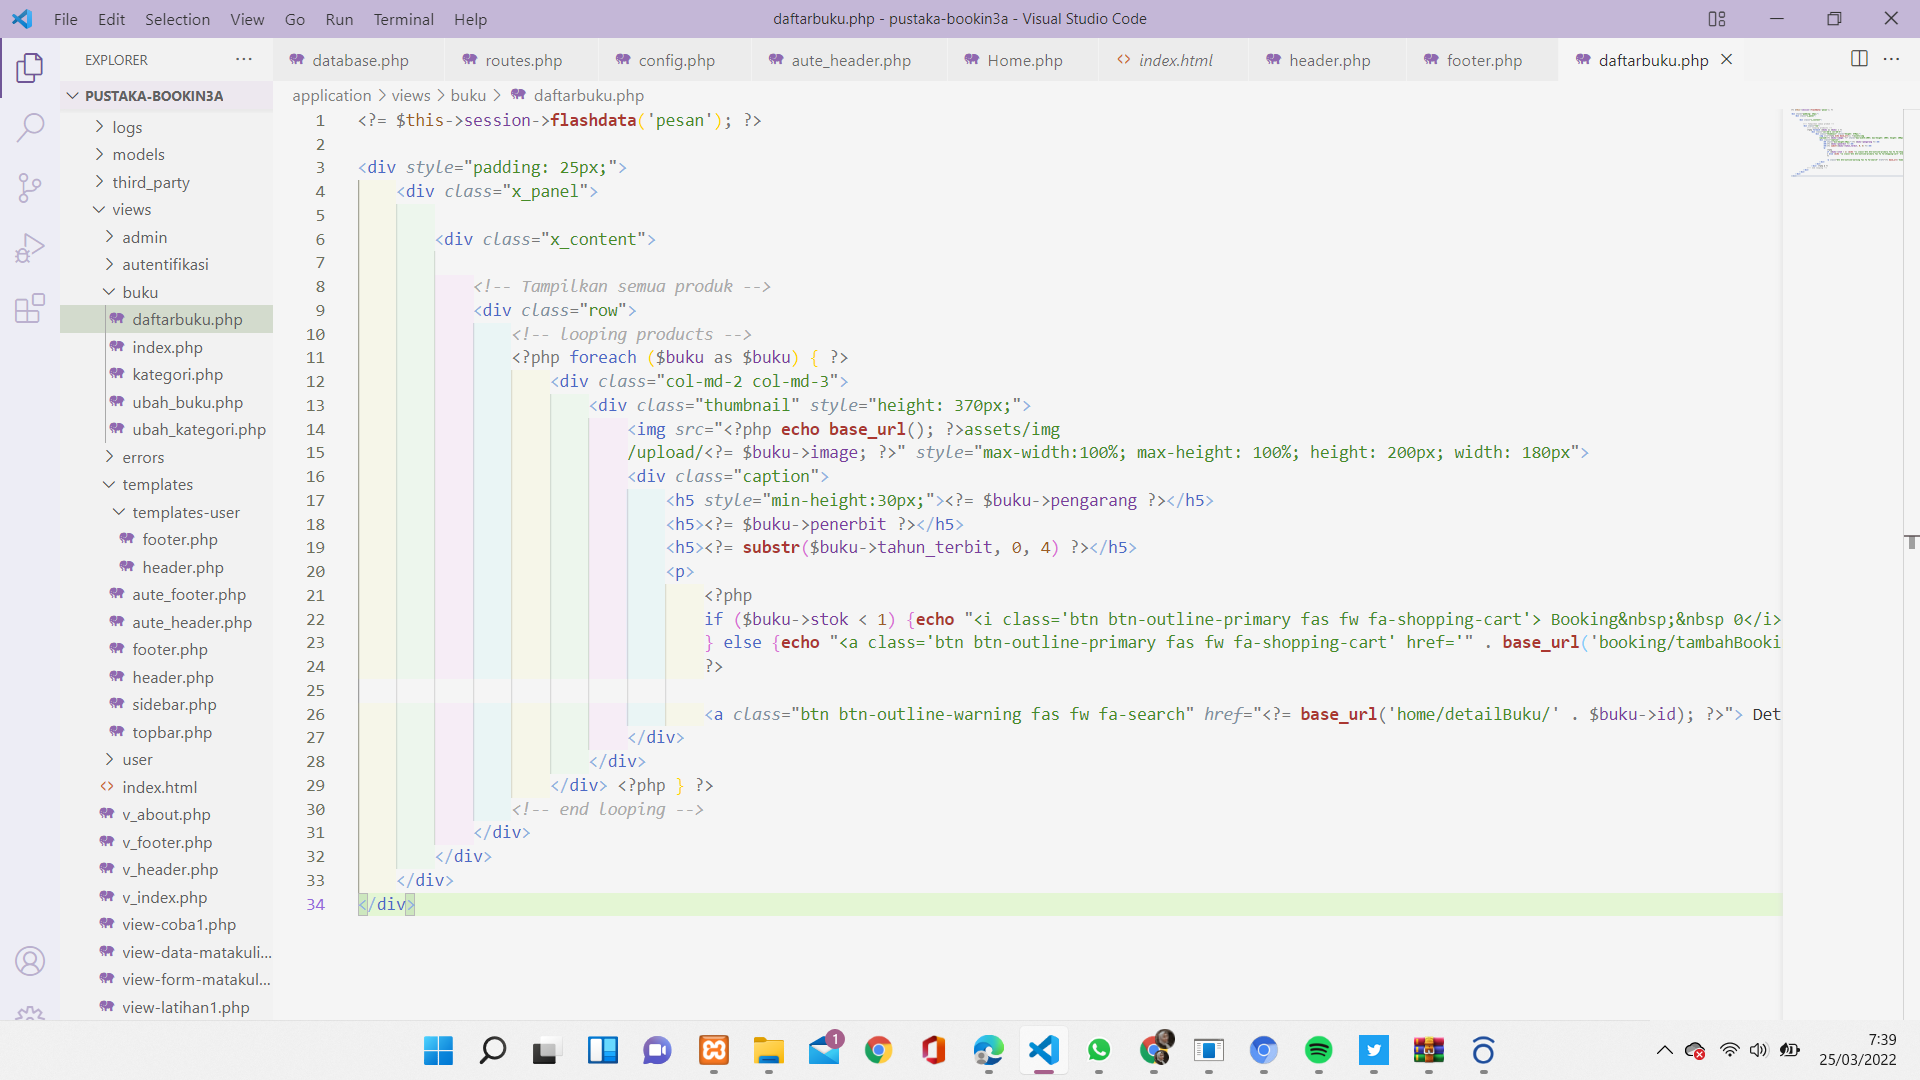 File Edit Selection View Go Run Terminal Help
daftarbuku.php - pustaka-bookin3a - Visual Studio Code
EXPLORER
database.php
routes.php
config.php
aute_header.php
Home.php
index.html
header.php
footer.php
daftarbuku.php
PUSTAKA-BOOKIN3A
logs
models
third_party
views
admin
autentifikasi
buku
daftarbuku.php
index.php
kategori.php
ubah_buku.php
ubah_kategori.php
errors
templates
templates-user
footer.php
header.php
aute_footer.php
aute_header.php
footer.php
header.php
sidebar.php
topbar.php
user
index.html
v_about.php
v_footer.php
v_header.php
v_index.php
view-coba1.php
view-data-matakuli...
view-form-matakul...
view-latihan1.php
application > views > buku > daftarbuku.php
1 <?= $this->session->flashdata('pesan'); ?>
2
3 <div style="padding: 25px;">
4 <div class="x_panel">
5
6 <div class="x_content">
7
8 <!-- Tampilkan semua produk -->
9 <div class="row">
10 <!-- looping products -->
11 <?php foreach ($buku as $buku) { ?>
12 <div class="col-md-2 col-md-3">
13 <div class="thumbnail" style="height: 370px;">
14 <img src="<?php echo base_url(); ?>assets/img
15 /upload/<?= $buku->image; ?>" style="max-width:100%; max-height: 100%; height: 200px; width: 180px">
16 <div class="caption">
17 <h5 style="min-height:30px;"><?= $buku->pengarang ?></h5>
18 <h5><?= $buku->penerbit ?></h5>
19 <h5><?= substr($buku->tahun_terbit, 0, 4) ?></h5>
20 <p>
21 <?php
22 if ($buku->stok < 1) {echo "<i class='btn btn-outline-primary fas fw fa-shopping-cart'> Booking&nbsp;&nbsp 0</i>
23 } else {echo "<a class='btn btn-outline-primary fas fw fa-shopping-cart' href='" . base_url('booking/tambahBooki
24 ?>
25
26 <a class="btn btn-outline-warning fas fw fa-search" href="<?= base_url('home/detailBuku/' . $buku->id); ?>"> Det
27 </div>
28 </div>
29 </div> <?php } ?>
30 <!-- end looping -->
31 </div>
32 </div>
33 </div>
34 </div>
1
7:39
25/03/2022